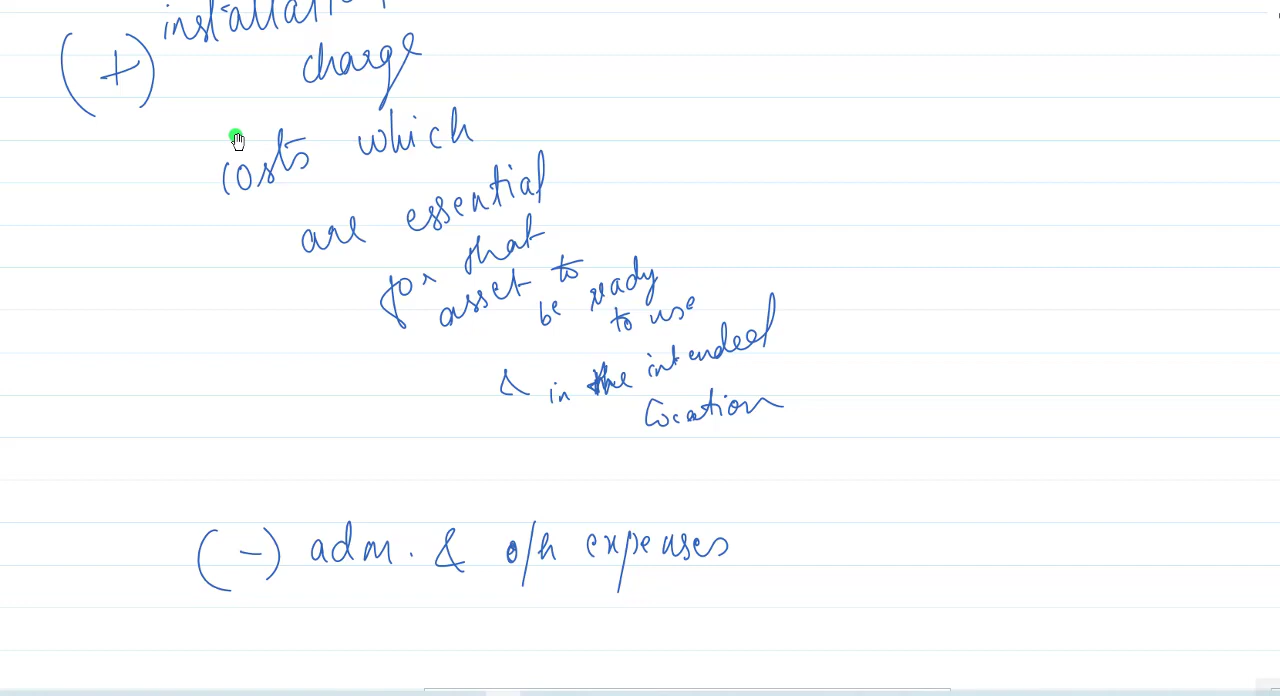 installation
(+) charge
costs which
are essential
for that
asset to
be ready
to use
& in the intended
location
(-) adm. & o/h expenses